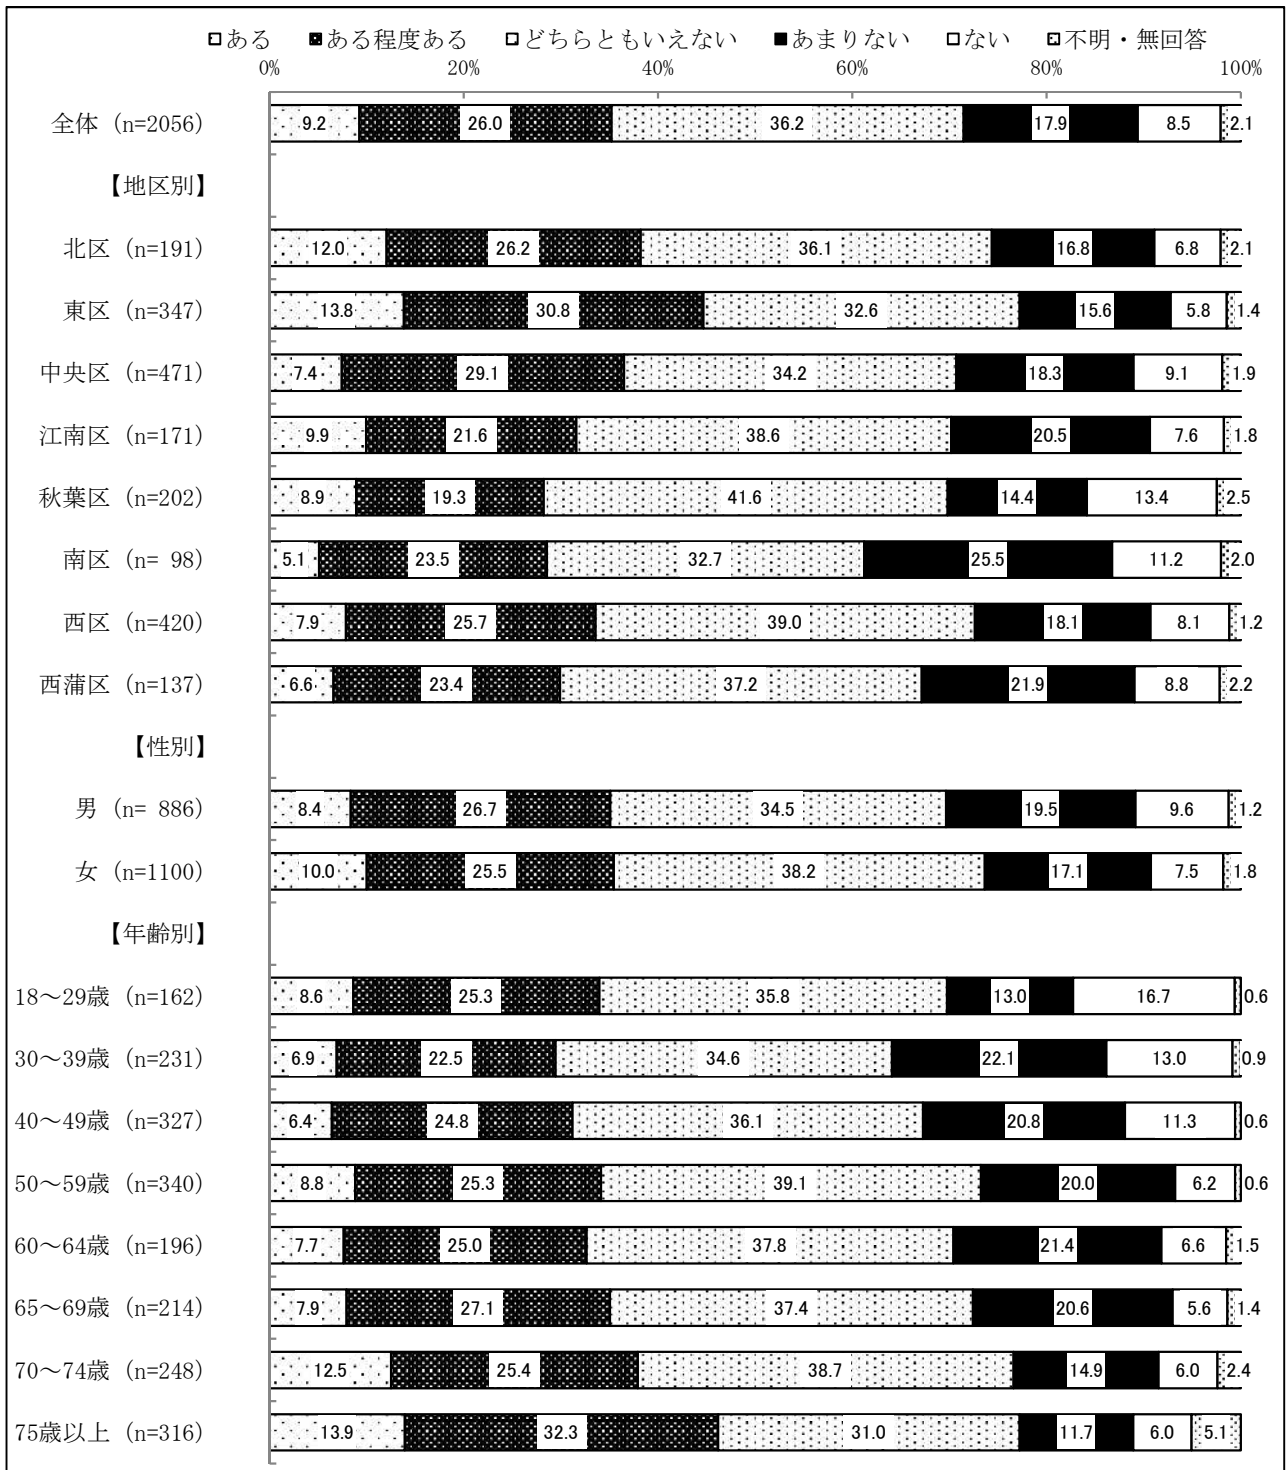 ある ある程度ある どちらともいえない あまりない ない 不明・無回答
0% 20% 40% 60% 80% 100%
全体 (n=2056) 9.2 26.0 36.2 17.9 8.5 2.1
【地区別】
北区 (n=191) 12.0 26.2 36.1 16.8 6.8 2.1
東区 (n=347) 13.8 30.8 32.6 15.6 5.8 1.4
中央区 (n=471) 7.4 29.1 34.2 18.3 9.1 1.9
江南区 (n=171) 9.9 21.6 38.6 20.5 7.6 1.8
秋葉区 (n=202) 8.9 19.3 41.6 14.4 13.4 2.5
南区 (n= 98) 5.1 23.5 32.7 25.5 11.2 2.0
西区 (n=420) 7.9 25.7 39.0 18.1 8.1 1.2
西蒲区 (n=137) 6.6 23.4 37.2 21.9 8.8 2.2
【性別】
男 (n= 886) 8.4 26.7 34.5 19.5 9.6 1.2
女 (n=1100) 10.0 25.5 38.2 17.1 7.5 1.8
【年齢別】
18～29歳 (n=162) 8.6 25.3 35.8 13.0 16.7 0.6
30～39歳 (n=231) 6.9 22.5 34.6 22.1 13.0 0.9
40～49歳 (n=327) 6.4 24.8 36.1 20.8 11.3 0.6
50～59歳 (n=340) 8.8 25.3 39.1 20.0 6.2 0.6
60～64歳 (n=196) 7.7 25.0 37.8 21.4 6.6 1.5
65～69歳 (n=214) 7.9 27.1 37.4 20.6 5.6 1.4
70～74歳 (n=248) 12.5 25.4 38.7 14.9 6.0 2.4
75歳以上 (n=316) 13.9 32.3 31.0 11.7 6.0 5.1